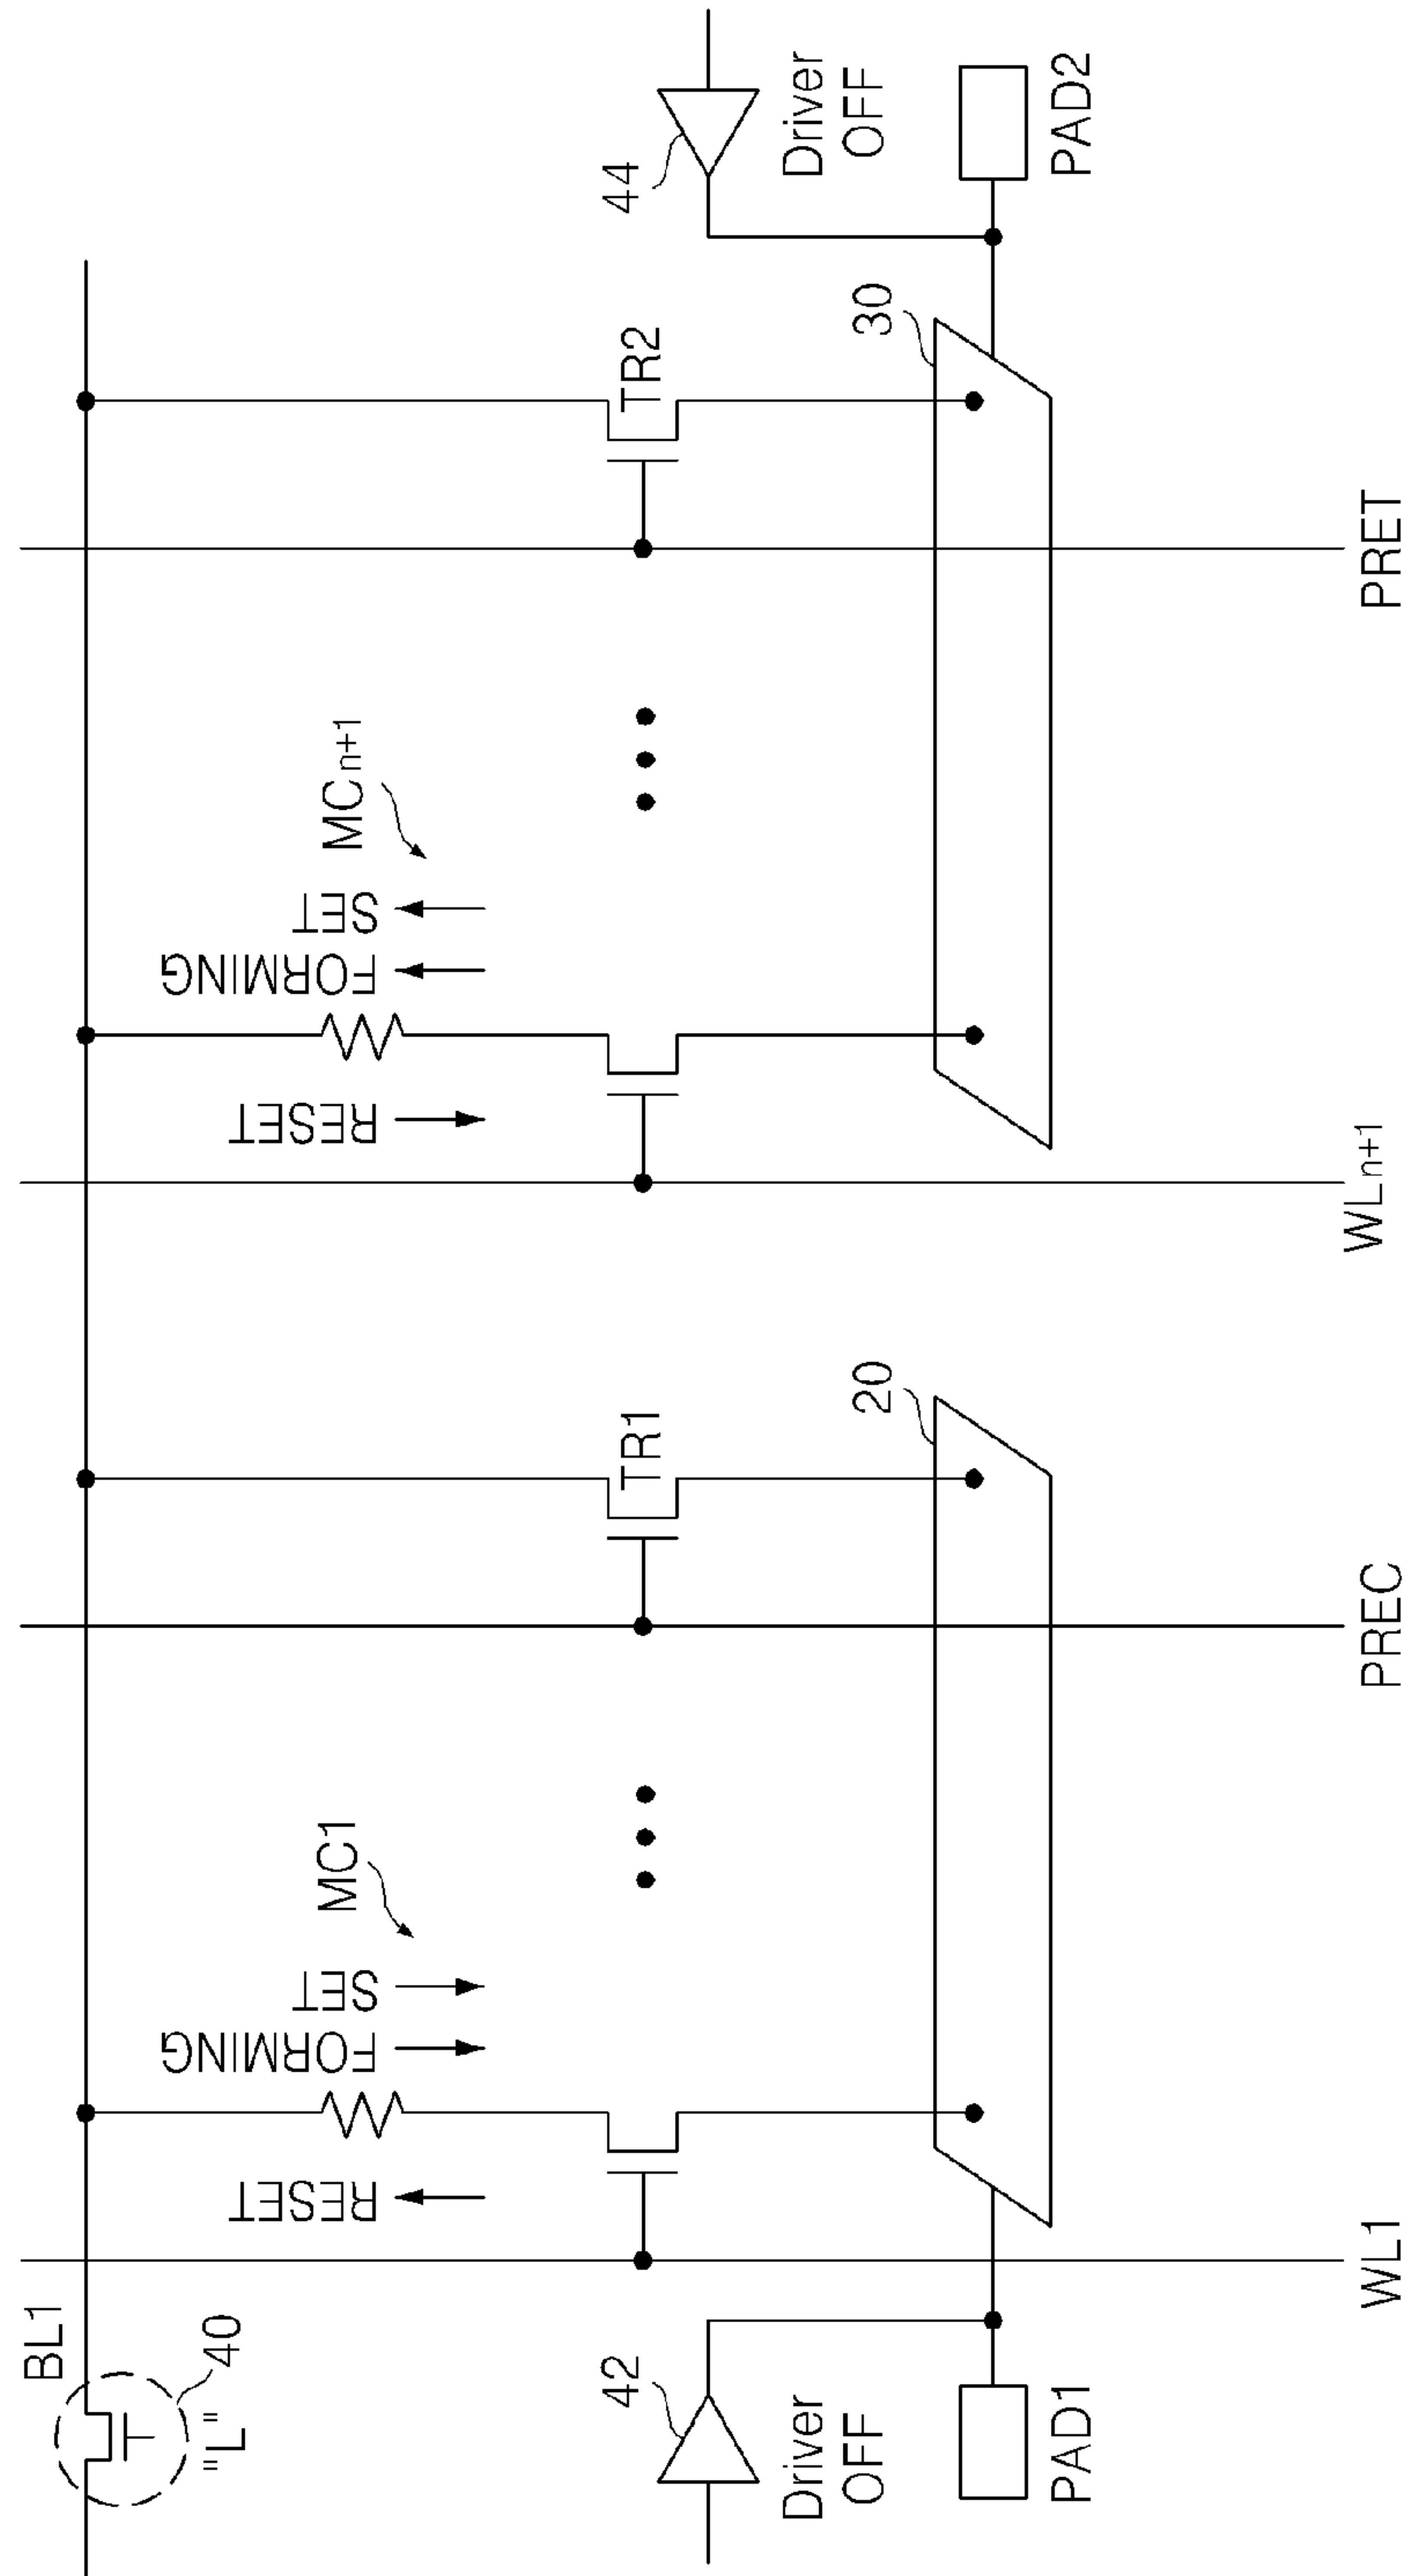 BL1
40
"L"
RESET
FORMING
SET
MC1
RESET
FORMING
SET
MCn+1
42
TR1
TR2
44
Driver
OFF
Driver
OFF
20
30
PAD1
PAD2
WL1
PREC
WLn+1
PRET